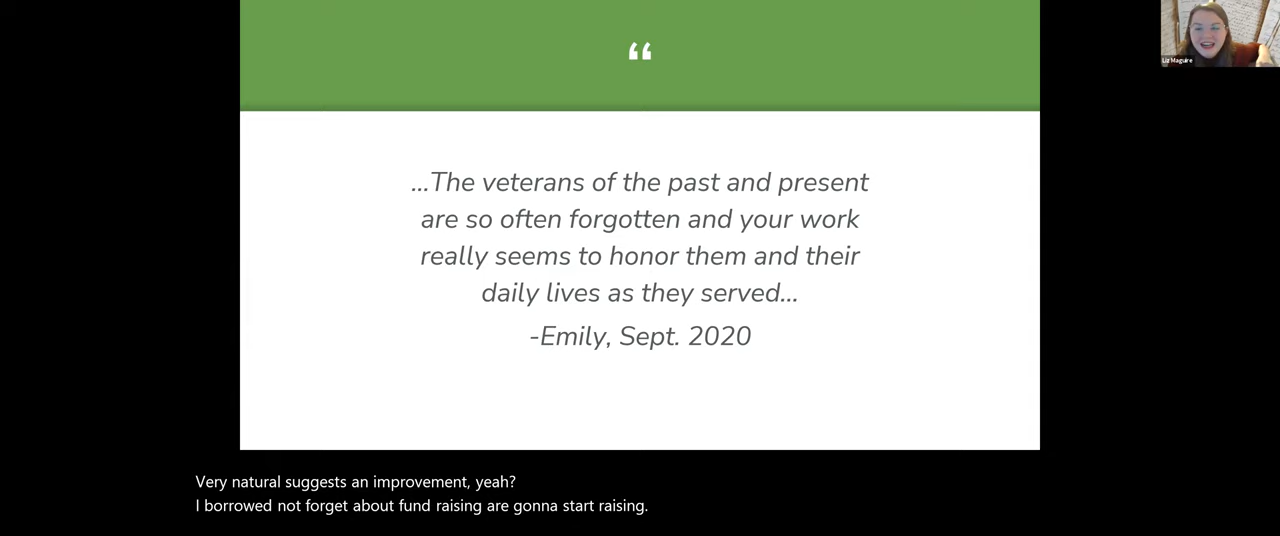 “
...The veterans of the past and present
are so often forgotten and your work
really seems to honor them and their
daily lives as they served...
-Emily, Sept. 2020
Liz Maguire
Very natural suggests an improvement, yeah?
I borrowed not forget about fund raising are gonna start raising.